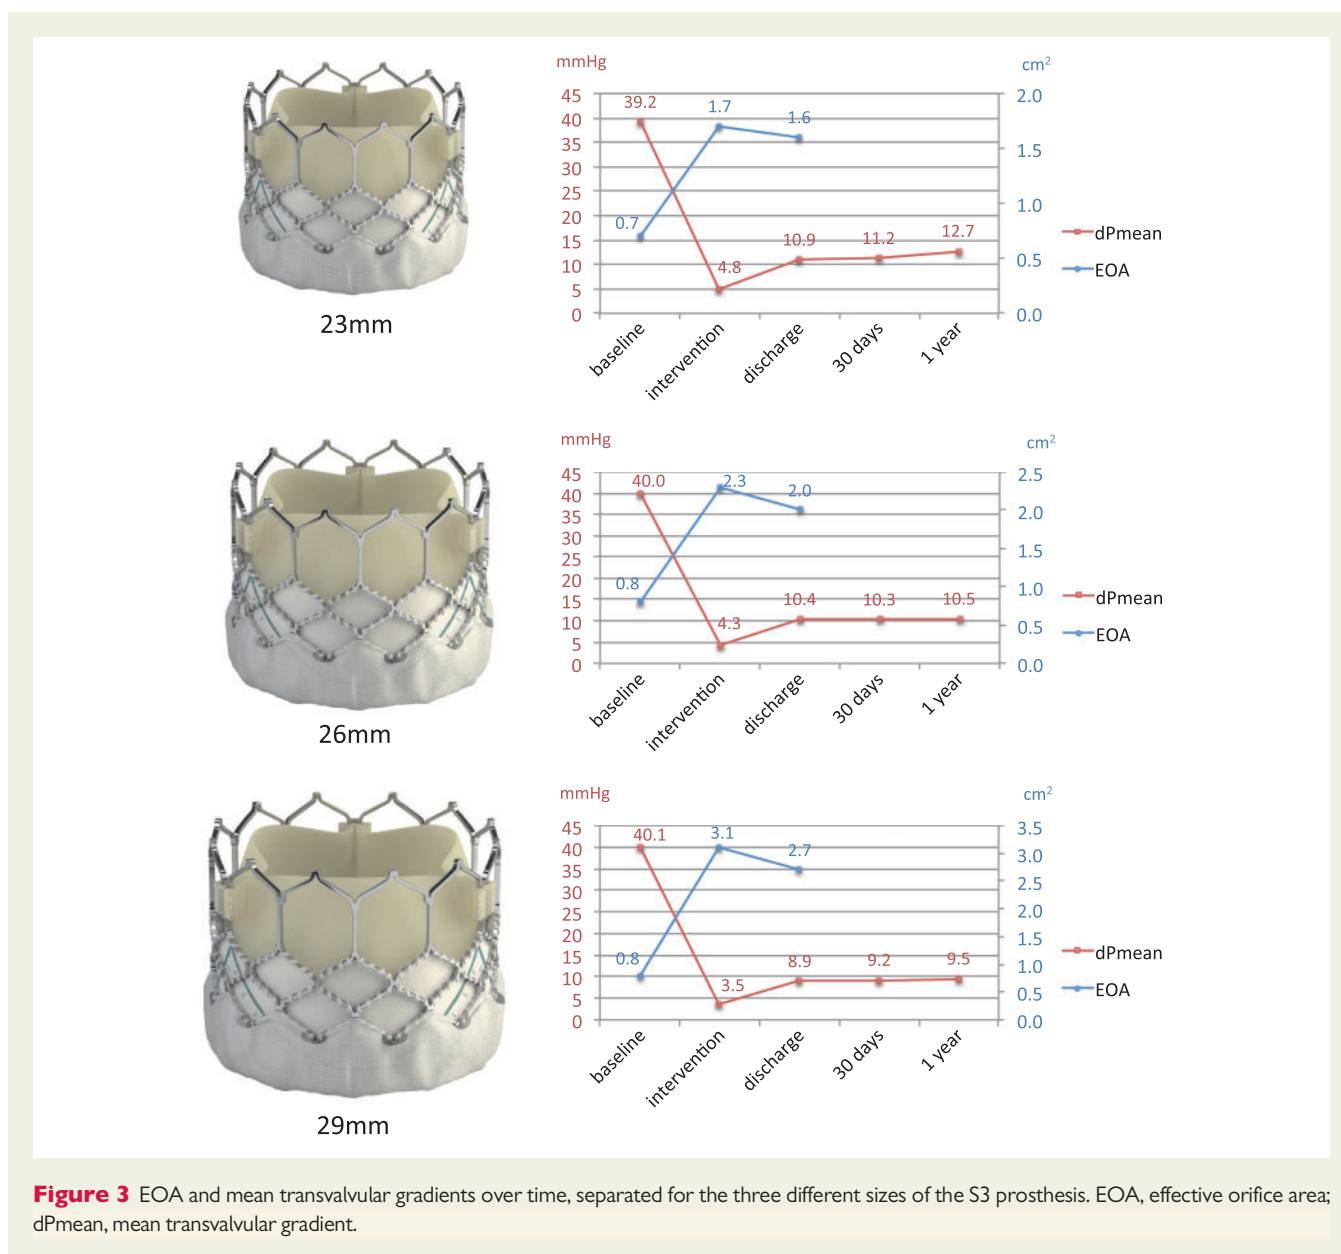 mmHg
cm²
45
40
35
30
25
20
15
10
5
0
39.2
4.8
10.9
11.2
12.7
0.7
1.7
1.6
2.0
1.5
1.0
0.5
0.0
dPmean
EOA
baseline
intervention
discharge
30 days
1 year
23mm
mmHg
cm²
45
40
35
30
25
20
15
10
5
0
40.0
4.3
10.4
10.3
10.5
0.8
2.3
2.0
2.5
2.0
1.5
1.0
0.5
0.0
dPmean
EOA
baseline
intervention
discharge
30 days
1 year
26mm
mmHg
cm²
45
40
35
30
25
20
15
10
5
0
40.1
3.5
8.9
9.2
9.5
0.8
3.1
2.7
3.5
3.0
2.5
2.0
1.5
1.0
0.5
0.0
dPmean
EOA
baseline
intervention
discharge
30 days
1 year
29mm
Figure 3 EOA and mean transvalvular gradients over time, separated for the three different sizes of the S3 prosthesis. EOA, effective orifice area;
dPmean, mean transvalvular gradient.